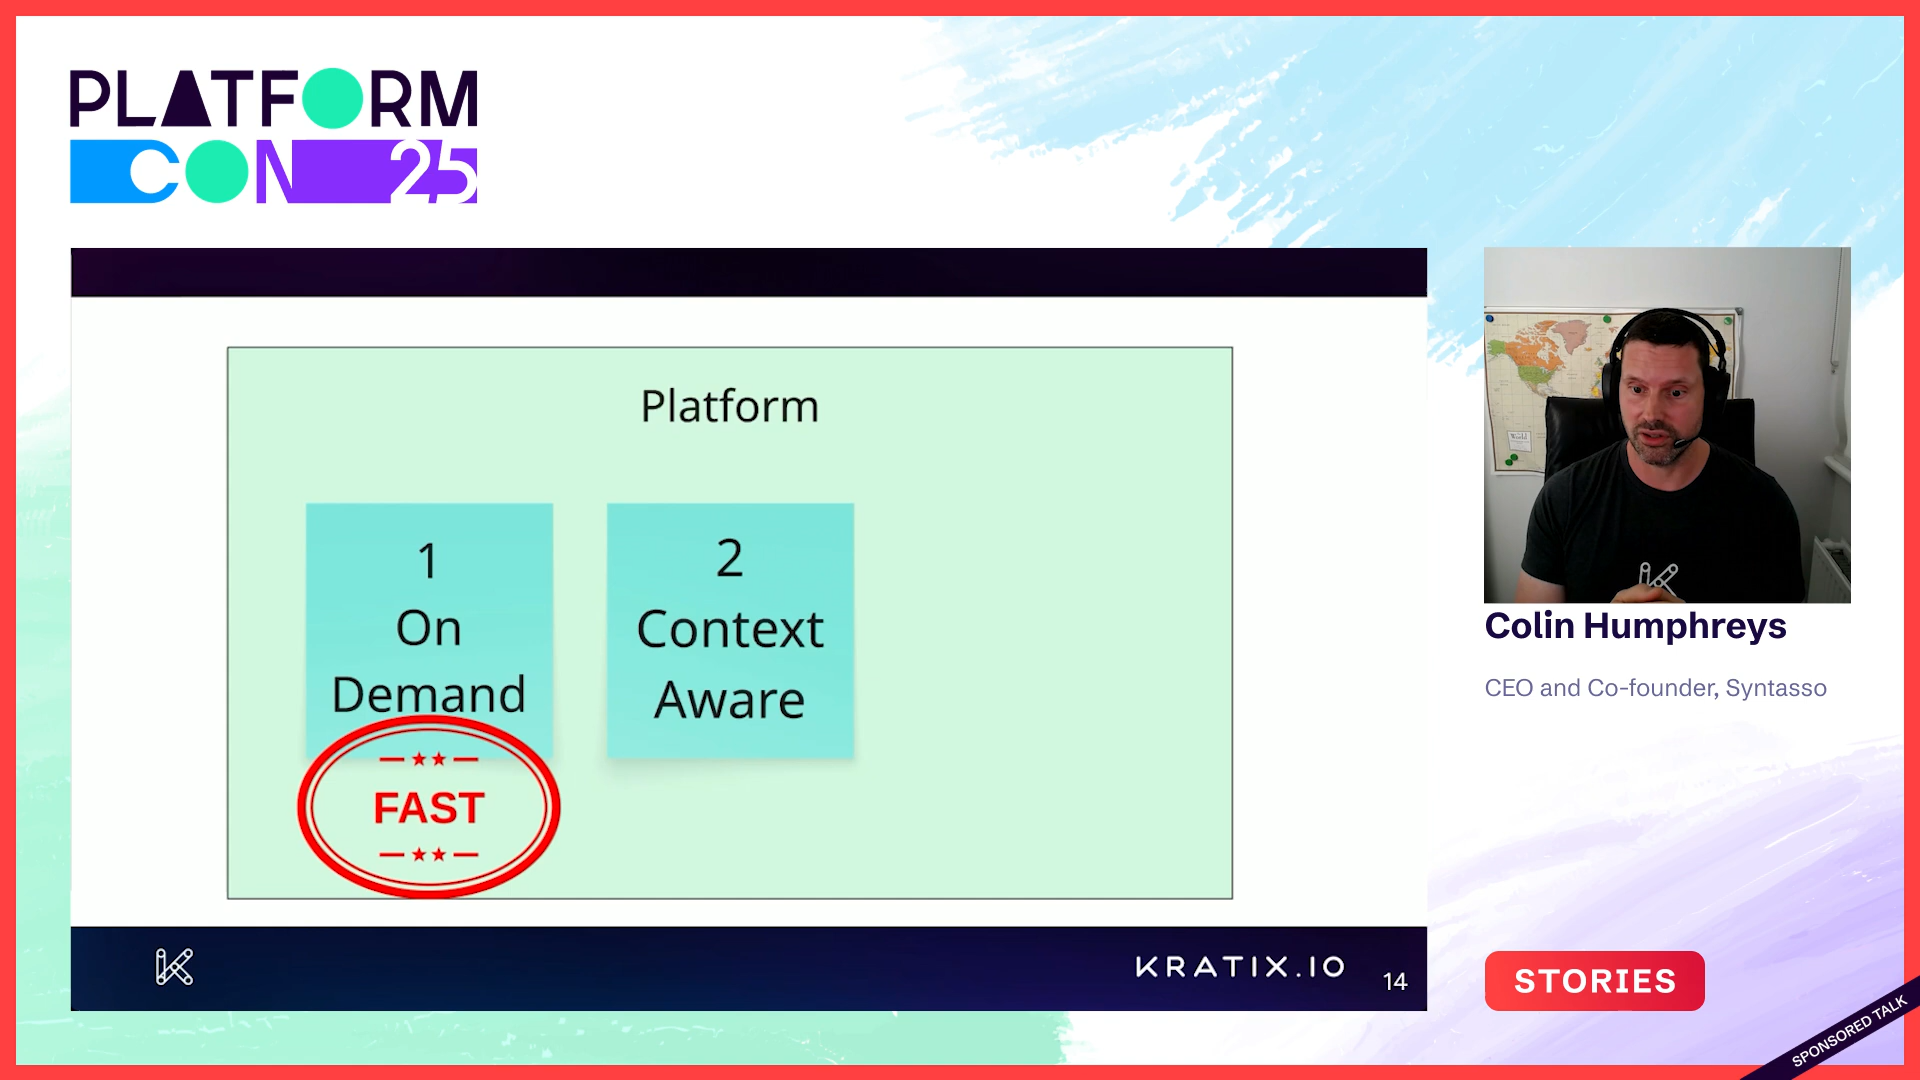 PLATFORM
CON 25
Platform
1
On
Demand
2
Context
Aware
FAST
KRATIX.IO
14
Colin Humphreys
CEO and Co-founder, Syntasso
STORIES
SPONSORED TALK